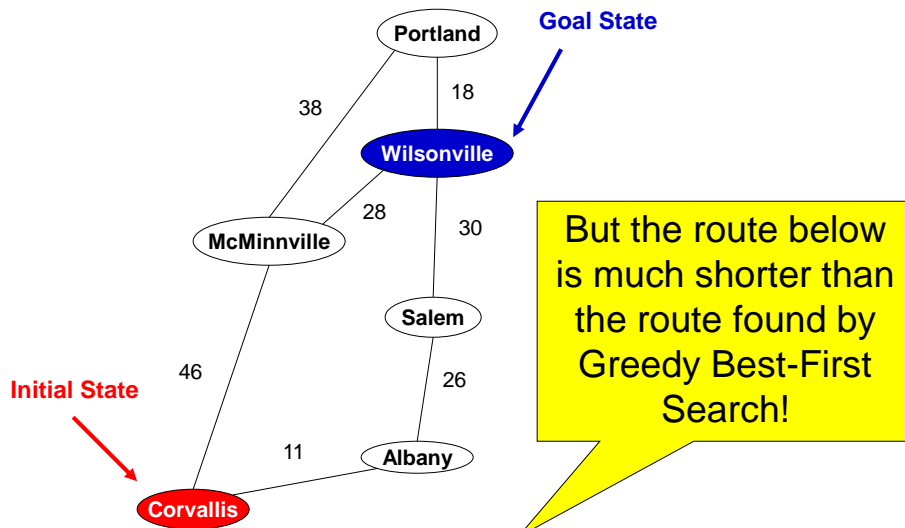 Portland
Goal State
38
18
Wilsonville
28
McMinnville
30
But the route below
is much shorter than
the route found by
Greedy Best-First
Search!
Salem
46
Initial State
26
11
Albany
Corvallis